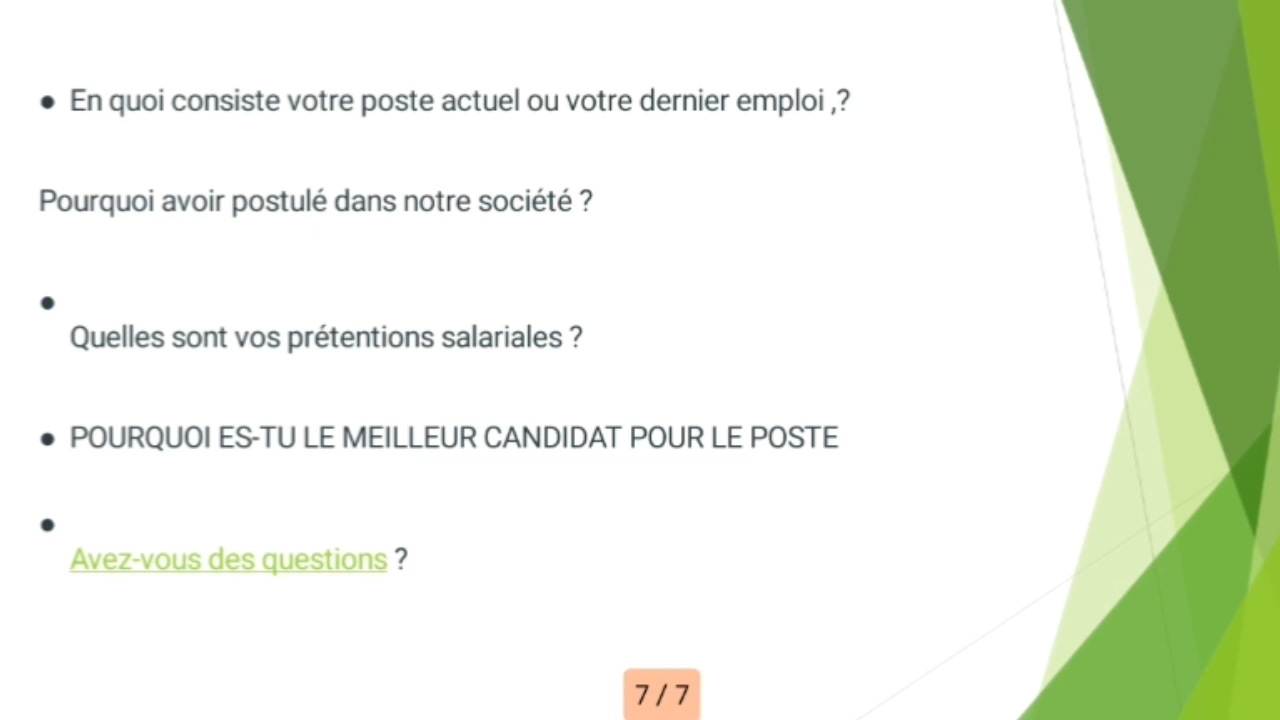 • En quoi consiste votre poste actuel ou votre dernier emploi ,?
Pourquoi avoir postulé dans notre société ?
•
Quelles sont vos prétentions salariales ?
• POURQUOI ES-TU LE MEILLEUR CANDIDAT POUR LE POSTE
•
Avez-vous des questions ?
7 / 7